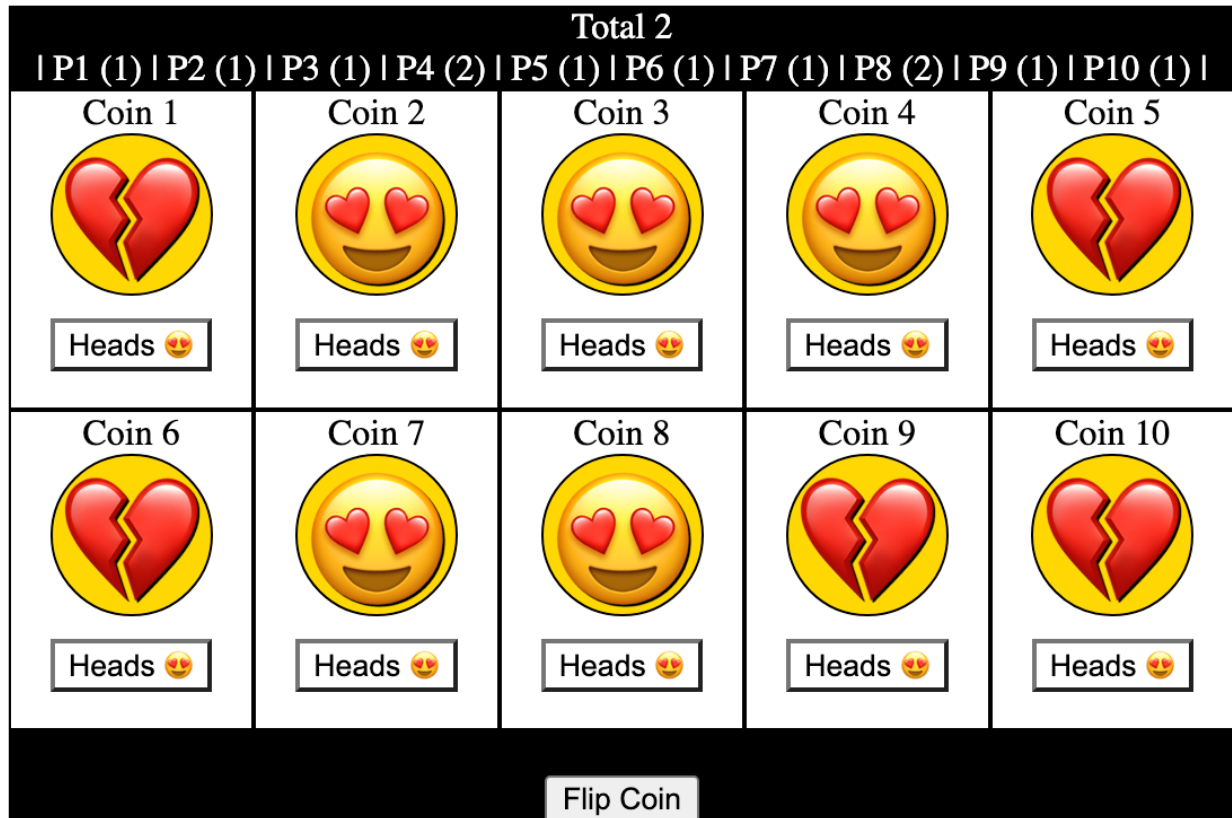 Total 2
| P1 (1) | P2 (1) | P3 (1) | P4 (2) | P5 (1) | P6 (1) | P7 (1) | P8 (2) | P9 (1) | P10 (1) |
Coin 1 Coin 2 Coin 3 Coin 4 Coin 5
Heads 😍 Heads 😍 Heads 😍 Heads 😍 Heads 😍
Coin 6 Coin 7 Coin 8 Coin 9 Coin 10
Heads 😍 Heads 😍 Heads 😍 Heads 😍 Heads 😍
Flip Coin